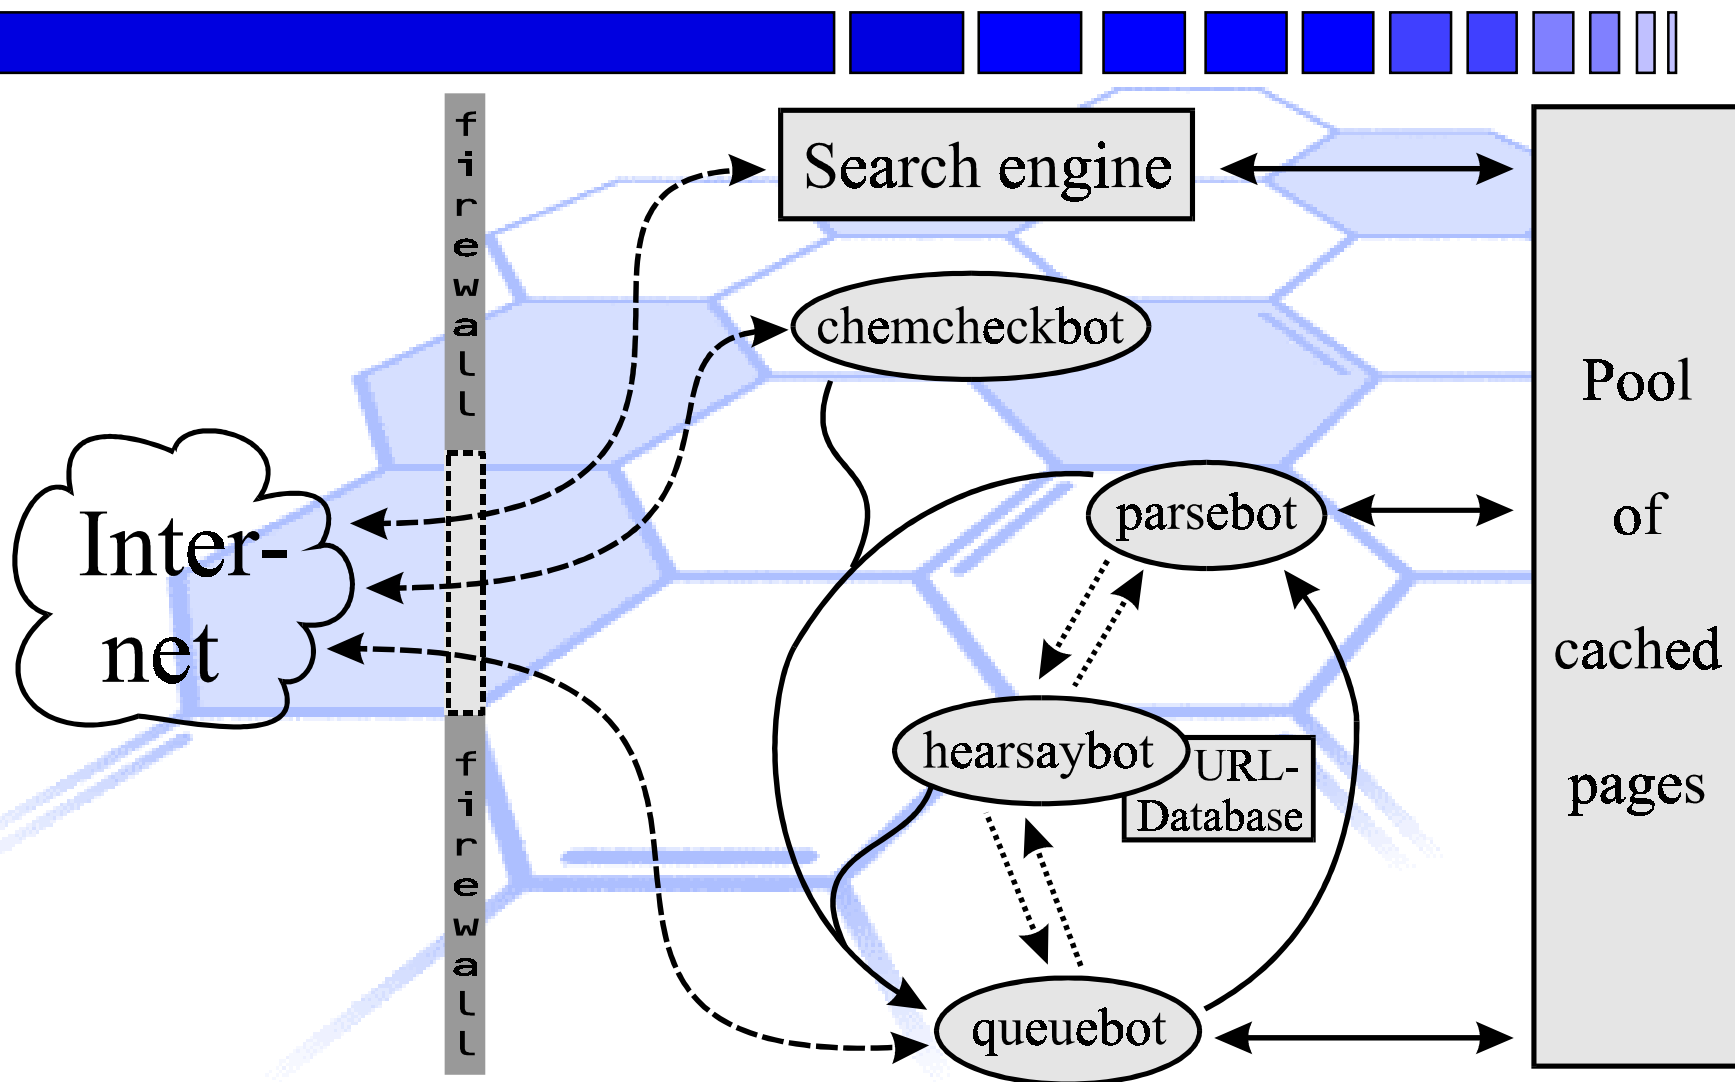 firewall
Search engine
chemcheckbot
Pool
of
cached
pages
Inter-
net
parsebot
hearsaybot
URL-
Database
firewall
queuebot